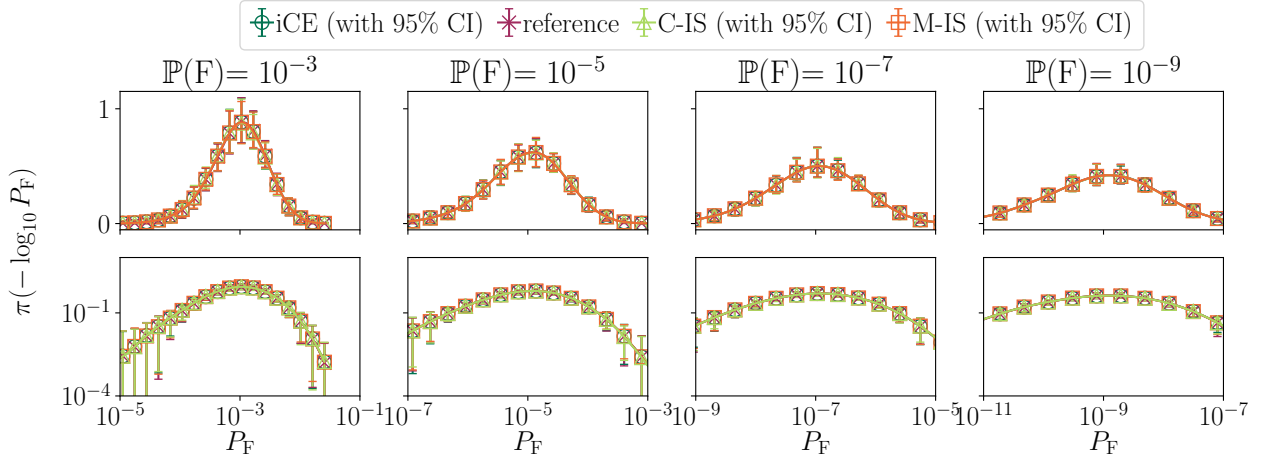 iCE (with 95% CI) reference C-IS (with 95% CI) M-IS (with 95% CI)
ℙ(F)= 10⁻³ ℙ(F)= 10⁻⁵ ℙ(F)= 10⁻⁷ ℙ(F)= 10⁻⁹
1
0
π(− log₁₀ P_F)
10⁻¹
10⁻⁴
10⁻⁵ 10⁻³ 10⁻¹ 10⁻⁷ 10⁻⁵ 10⁻³ 10⁻⁹ 10⁻⁷ 10⁻⁵ 10⁻¹¹ 10⁻⁹ 10⁻⁷
P_F P_F P_F P_F